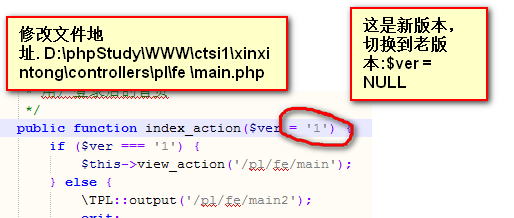 修改文件地
址. D:\phpStudy\WWW\ctsi1\xinxi
ntong\controllers\pl\fe \main.php
这是新版本，
切换到老版
本:$ver =
NULL
*/
public function index_action($ver = '1') {
if ($ver === '1') {
$this->view_action('/pl/fe/main');
} else {
\TPL::output('/pl/fe/main2');
exit;